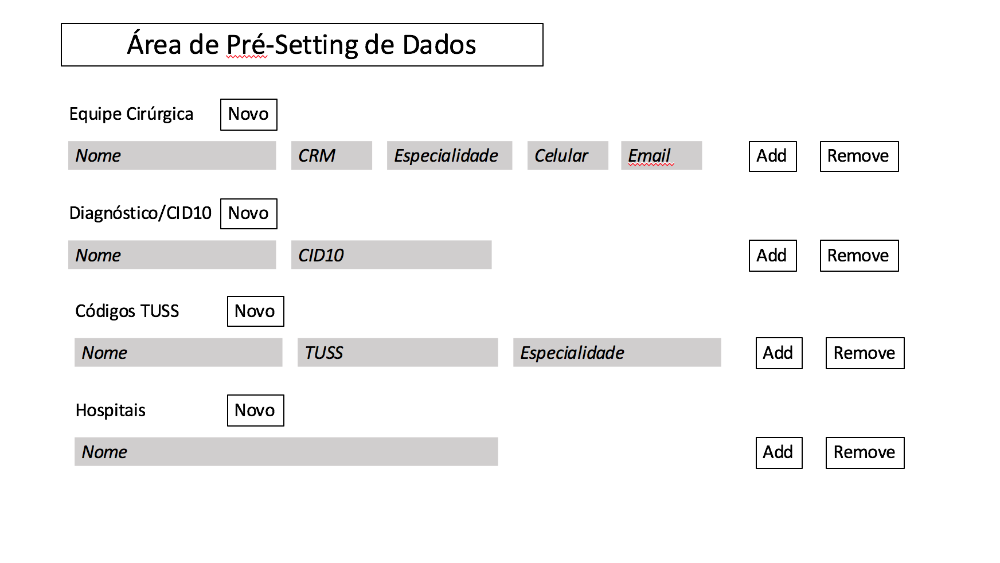 Área de Pré-Setting de Dados
Equipe Cirúrgica Novo
Nome CRM Especialidade Celular Email Add Remove
Diagnóstico/CID10 Novo
Nome CID10 Add Remove
Códigos TUSS Novo
Nome TUSS Especialidade Add Remove
Hospitais Novo
Nome Add Remove